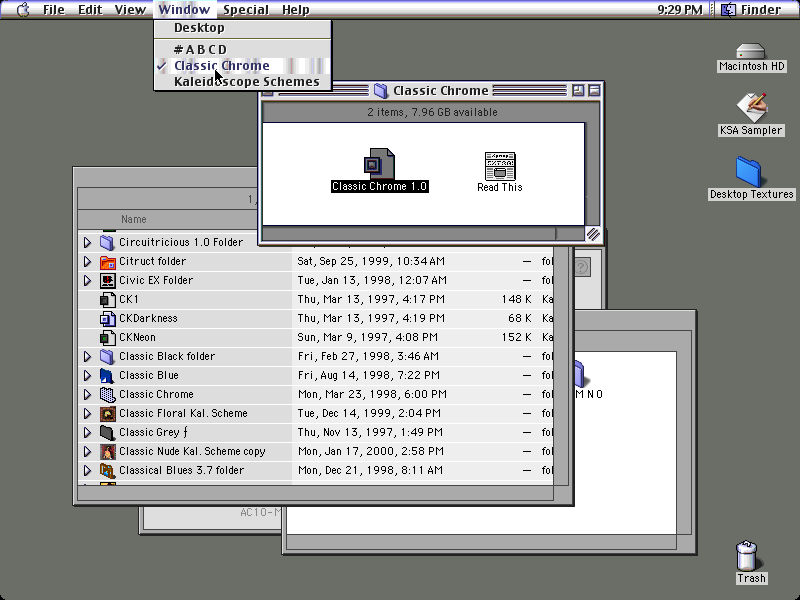 File Edit View Window Special Help 9:29 PM Finder
Desktop
#ABCD
Classic Chrome
Kaleidoscope Schemes
Classic Chrome
2 items, 7.96 GB available
Classic Chrome 1.0
Read This
Macintosh HD
KSA Sampler
Desktop Textures
1,
Name
Circuitricious 1.0 Folder
Citruct folder Sat, Sep 25, 1999, 10:34 AM — fol
Civic EX Folder Tue, Jan 13, 1998, 12:07 AM — fol
CK1 Thu, Mar 13, 1997, 4:17 PM 148 K Ka
CKDarkness Thu, Mar 13, 1997, 4:19 PM 68 K Ka
CKNeon Sun, Mar 9, 1997, 4:08 PM 152 K Ka
Classic Black folder Fri, Feb 27, 1998, 3:46 AM — fol
Classic Blue Fri, Aug 14, 1998, 7:22 PM — fol
Classic Chrome Mon, Mar 23, 1998, 6:00 PM — fol
Classic Floral Kal. Scheme Tue, Dec 14, 1999, 2:04 PM — fol
Classic Grey ƒ Thu, Nov 13, 1997, 1:49 PM — fol
Classic Nude Kal. Scheme copy Mon, Jan 17, 2000, 2:58 PM — fol
Classical Blues 3.7 folder Mon, Dec 21, 1998, 8:11 AM — fol
M N O
AC10-M
Trash